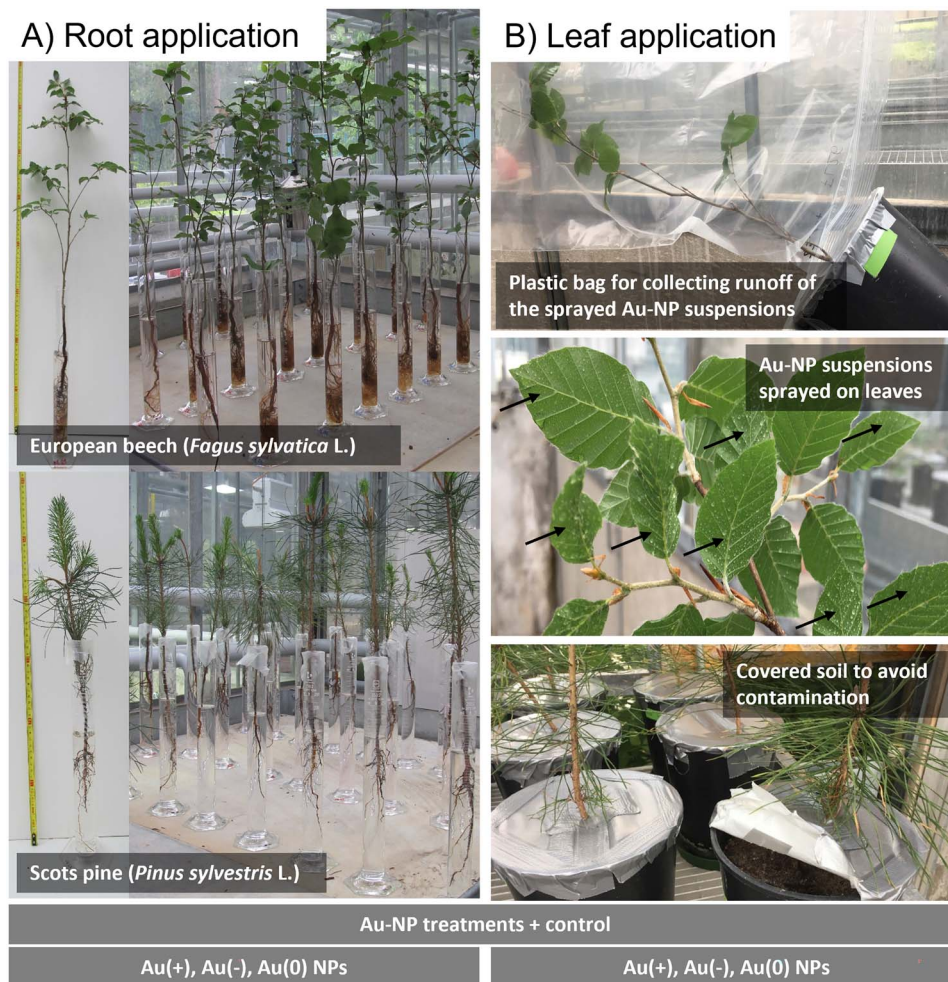 A) Root application
European beech (Fagus sylvatica L.)
Scots pine (Pinus sylvestris L.)
B) Leaf application
Plastic bag for collecting runoff of
the sprayed Au-NP suspensions
Au-NP suspensions
sprayed on leaves
Covered soil to avoid
contamination
Au-NP treatments + control
Au(+), Au(-), Au(0) NPs
Au(+), Au(-), Au(0) NPs